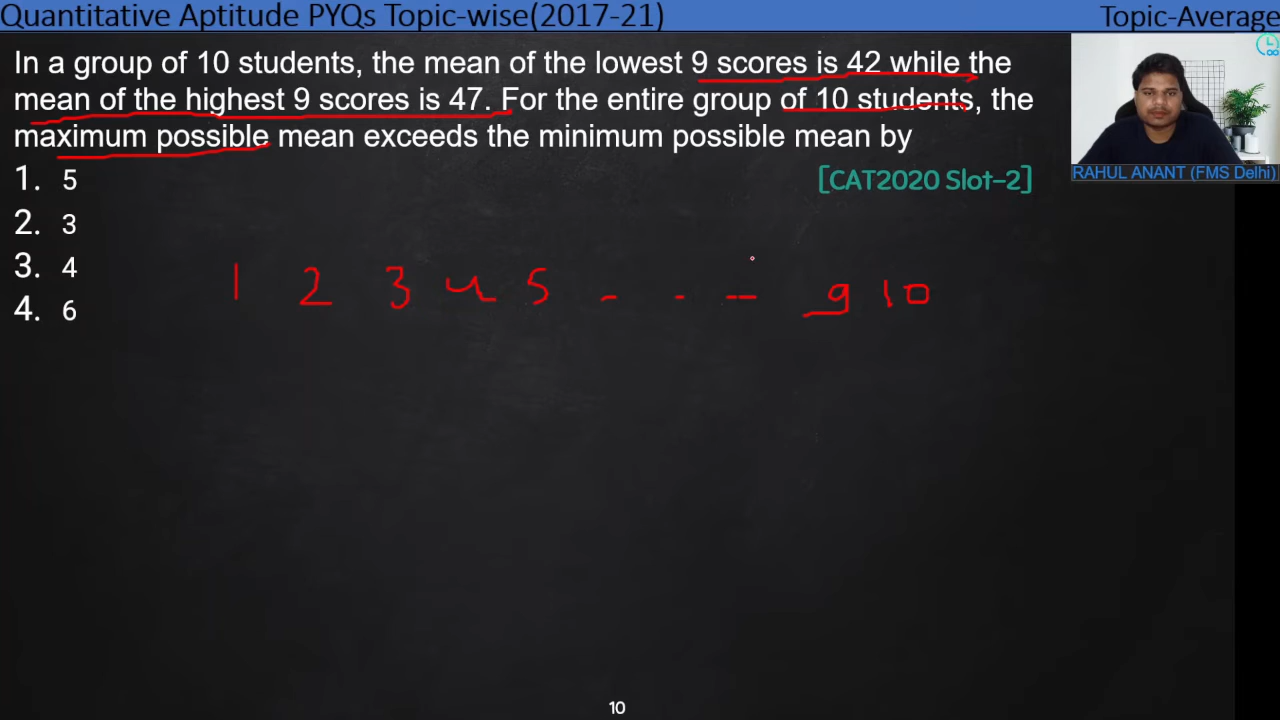 Quantitative Aptitude PYQs Topic-wise(2017-21) Topic-Average
In a group of 10 students, the mean of the lowest 9 scores is 42 while the
mean of the highest 9 scores is 47. For the entire group of 10 students, the
maximum possible mean exceeds the minimum possible mean by
RAHUL ANANT (FMS Delhi)
[CAT2020 Slot-2]
1. 5
2. 3
3. 4
4. 6
1 2 3 4 5 - - -- 9 10
10